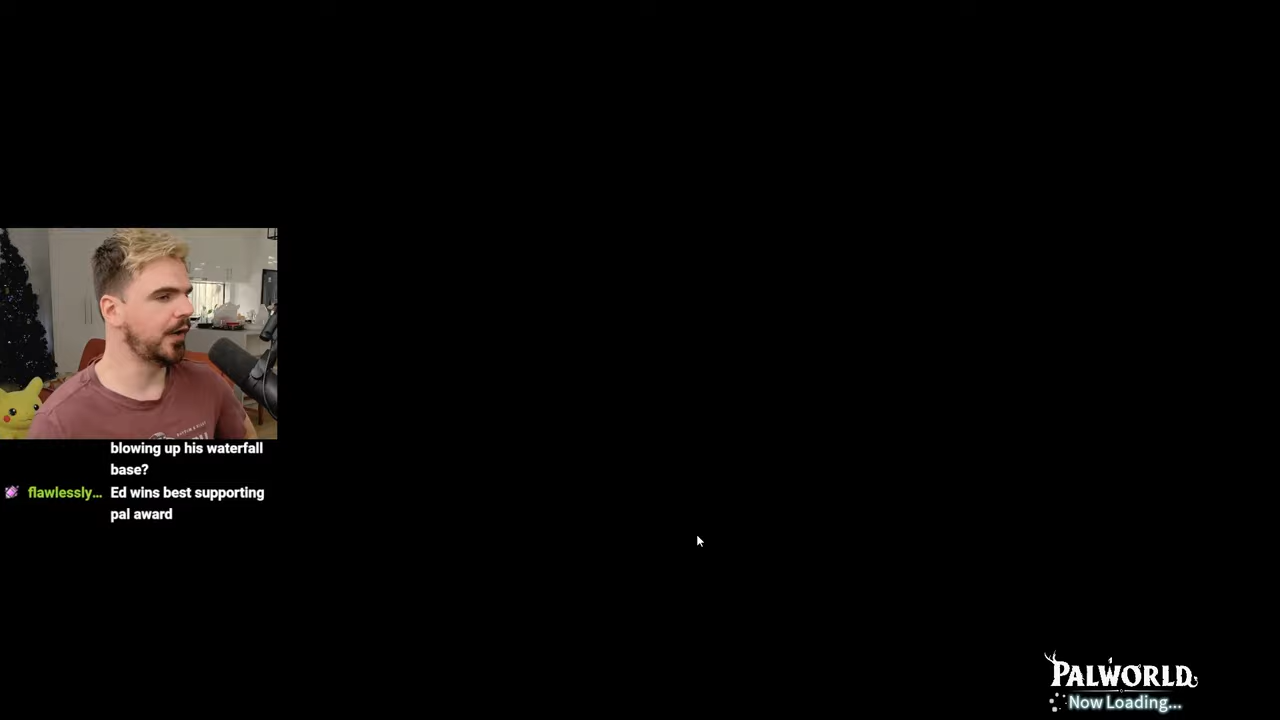 blowing up his waterfall
base?
flawlessly... Ed wins best supporting
pal award
PALWORLD
Now Loading...